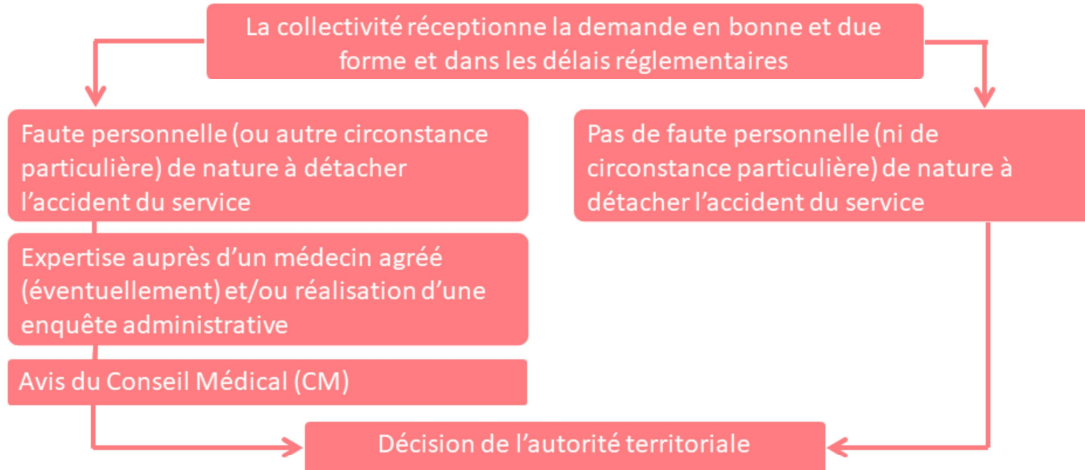 La collectivité réceptionne la demande en bonne et due
forme et dans les délais réglementaires
Faute personnelle (ou autre circonstance
particulière) de nature à détacher
l'accident du service
Pas de faute personnelle (ni de
circonstance particulière) de nature à
détacher l'accident du service
Expertise auprès d'un médecin agréé
(éventuellement) et/ou réalisation d'une
enquête administrative
Avis du Conseil Médical (CM)
Décision de l'autorité territoriale